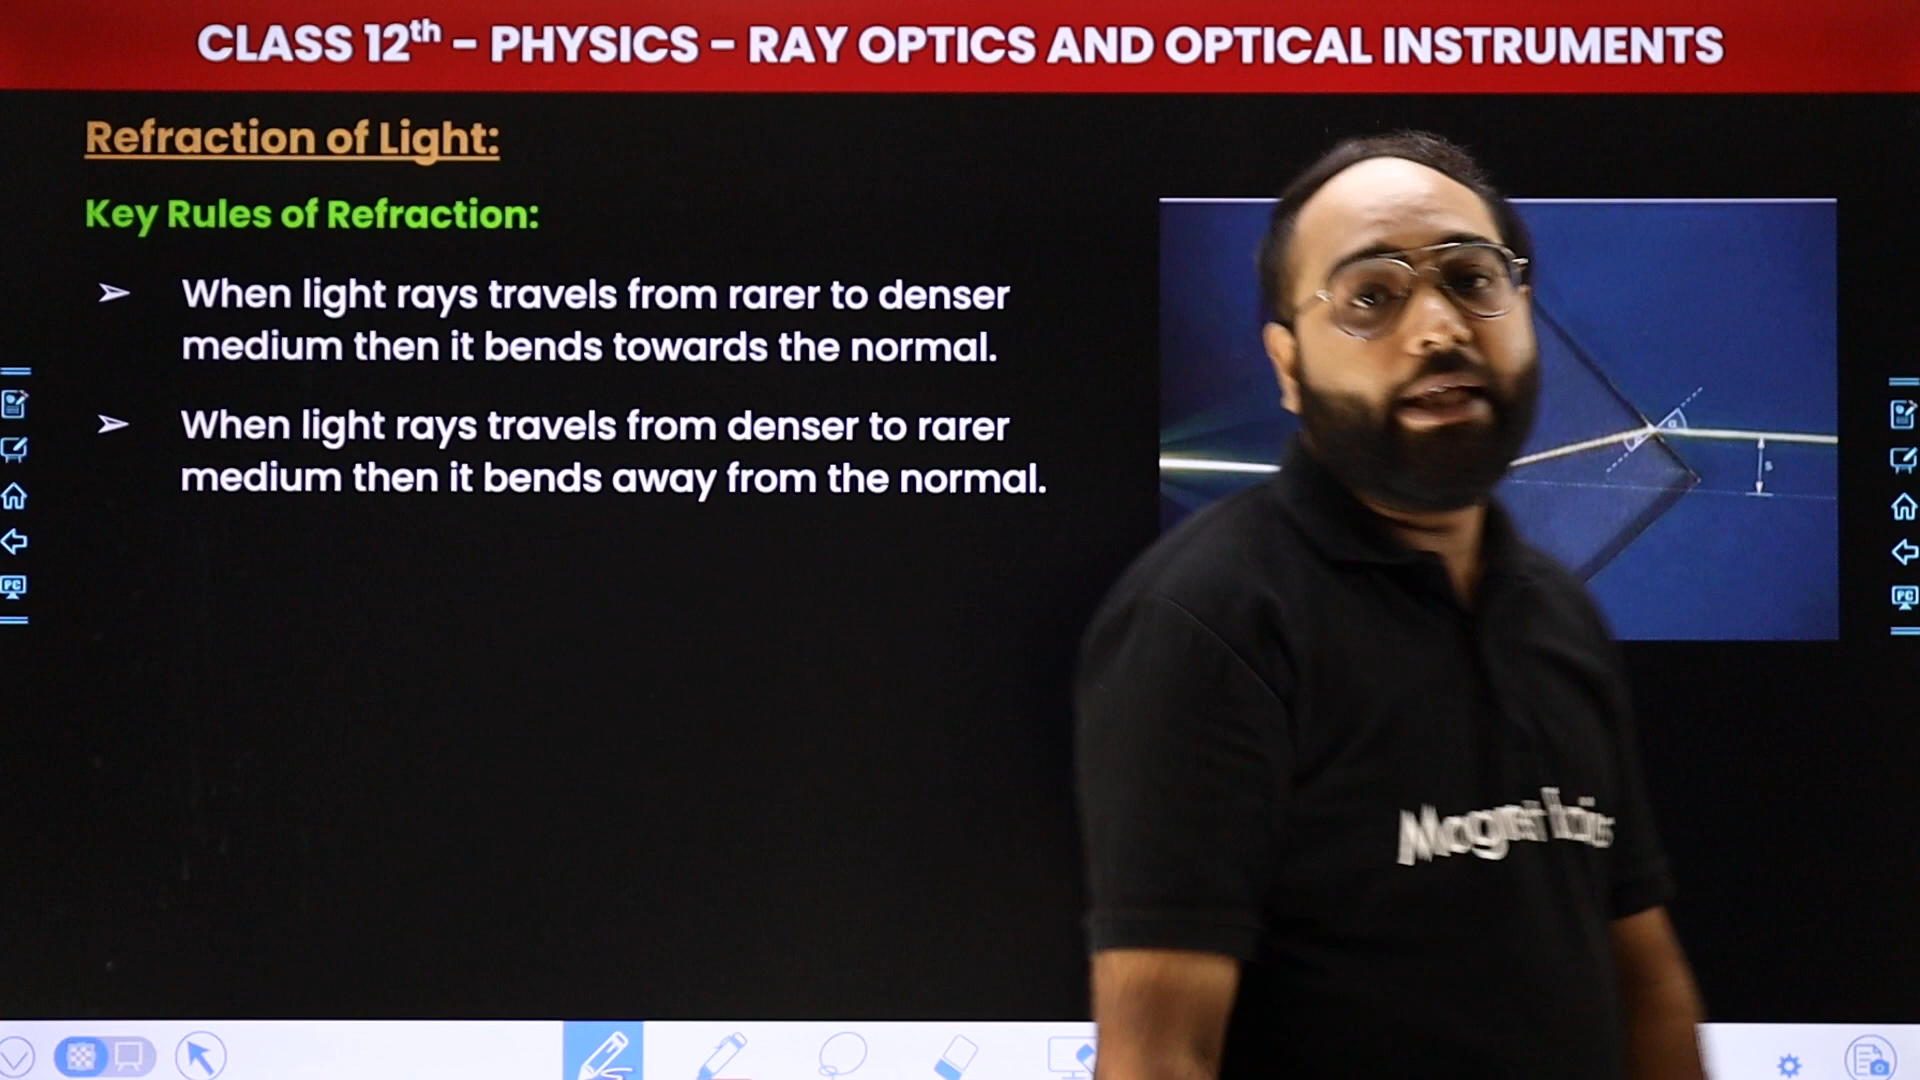 CLASS 12th - PHYSICS - RAY OPTICS AND OPTICAL INSTRUMENTS
Refraction of Light:
Key Rules of Refraction:
➢ When light rays travels from rarer to denser
medium then it bends towards the normal.
➢ When light rays travels from denser to rarer
medium then it bends away from the normal.
α
s
PC
PC